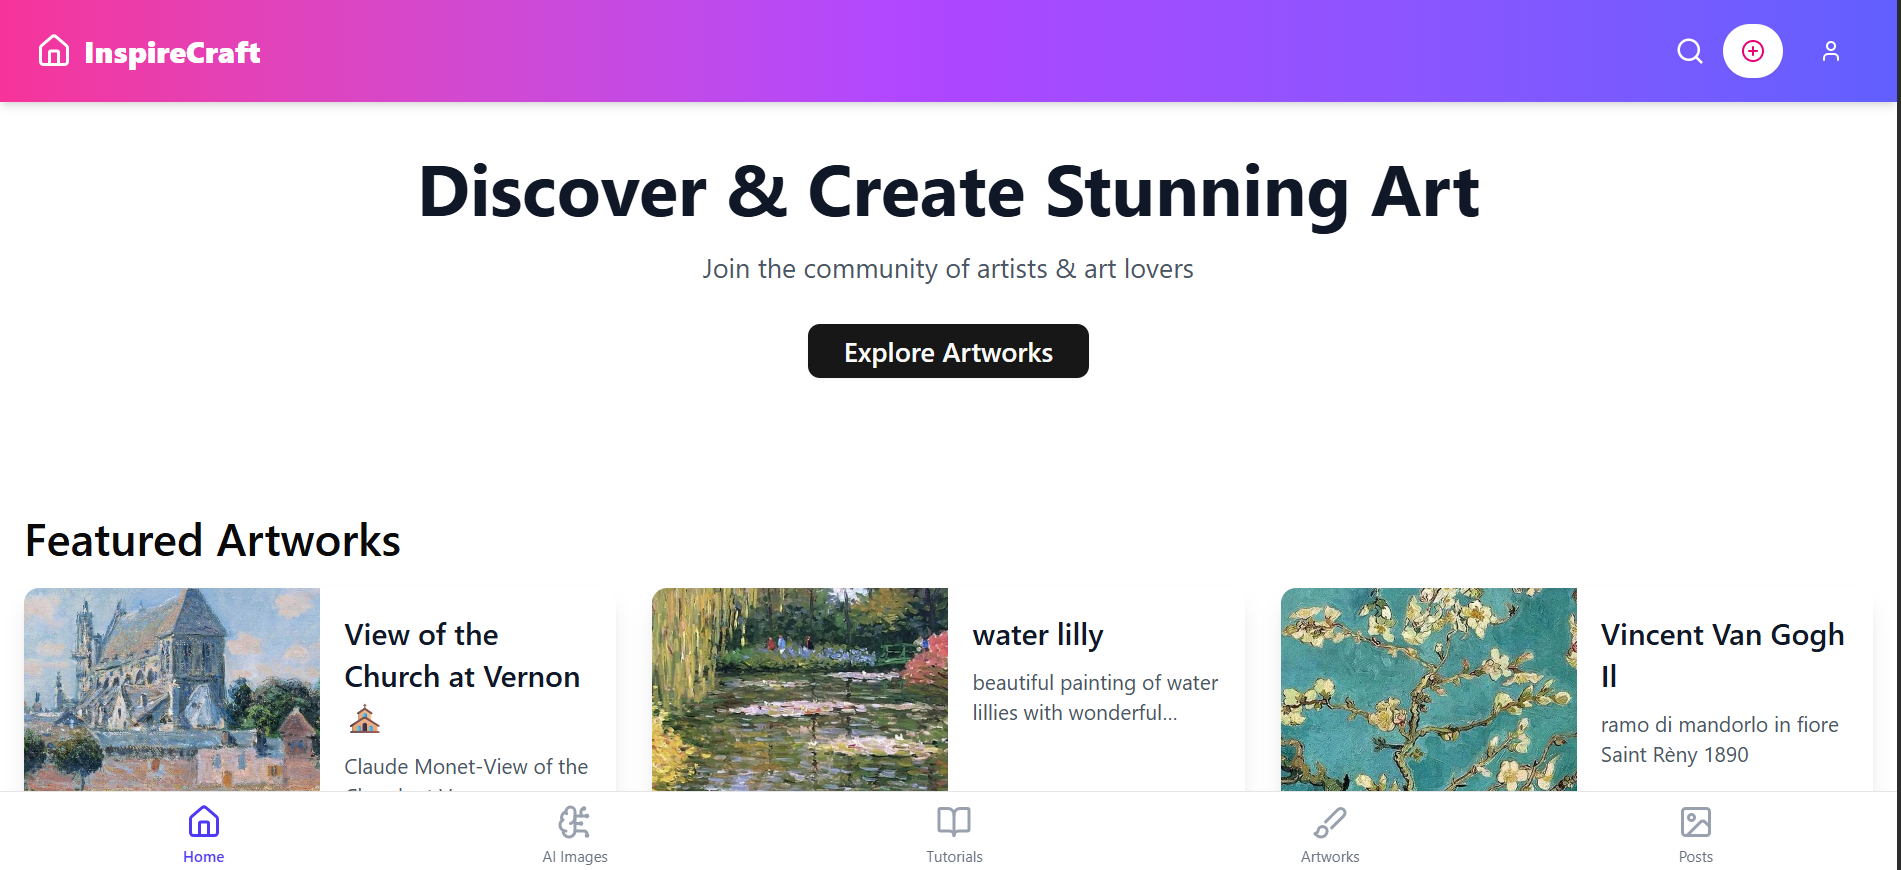 InspireCraft
Discover & Create Stunning Art
Join the community of artists & art lovers
Explore Artworks
Featured Artworks
View of the
Church at Vernon
⛪
Claude Monet-View of the
water lilly
beautiful painting of water
lillies with wonderful...
Vincent Van Gogh
Il
ramo di mandorlo in fiore
Saint Rèny 1890
Home
AI Images
Tutorials
Artworks
Posts